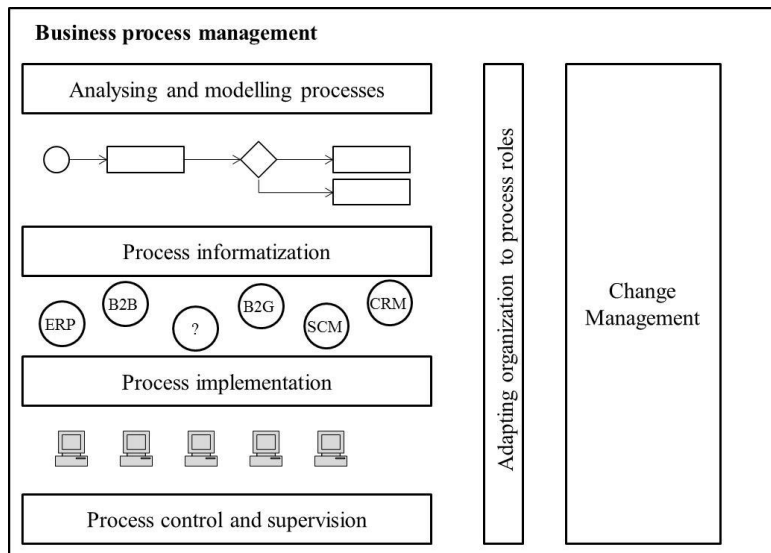 Business process management
Analysing and modelling processes
Process informatization
ERP
B2B
?
B2G
SCM
CRM
Process implementation
Process control and supervision
Adapting organization to process roles
Change
Management